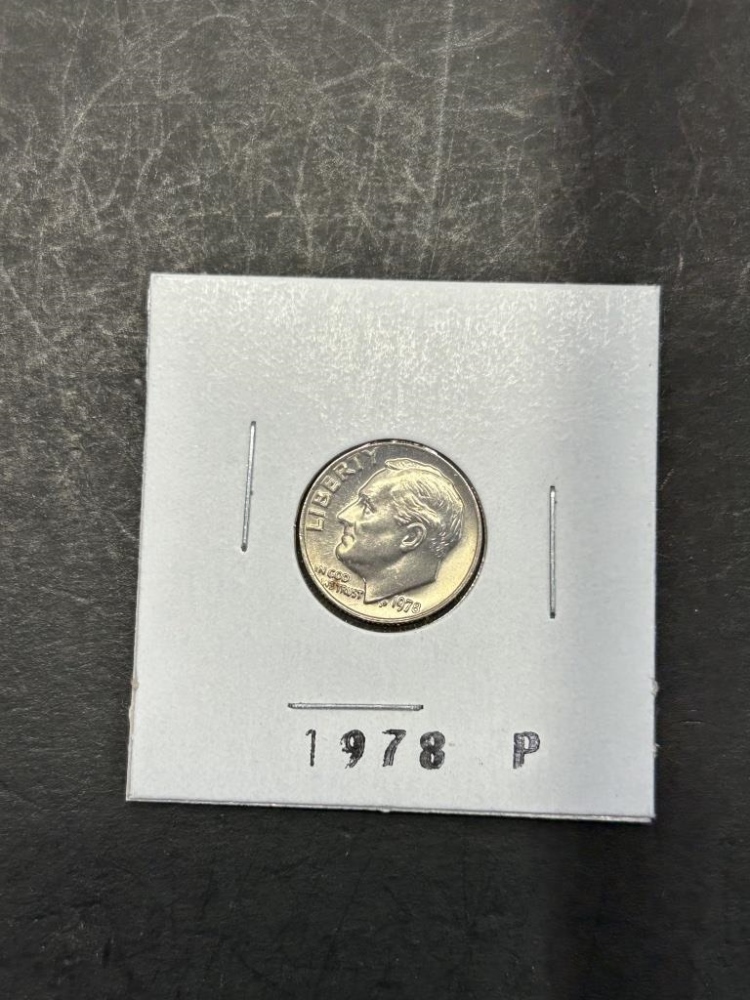 LIBERTY
IN GOD
WE TRUST
1978
1978 P